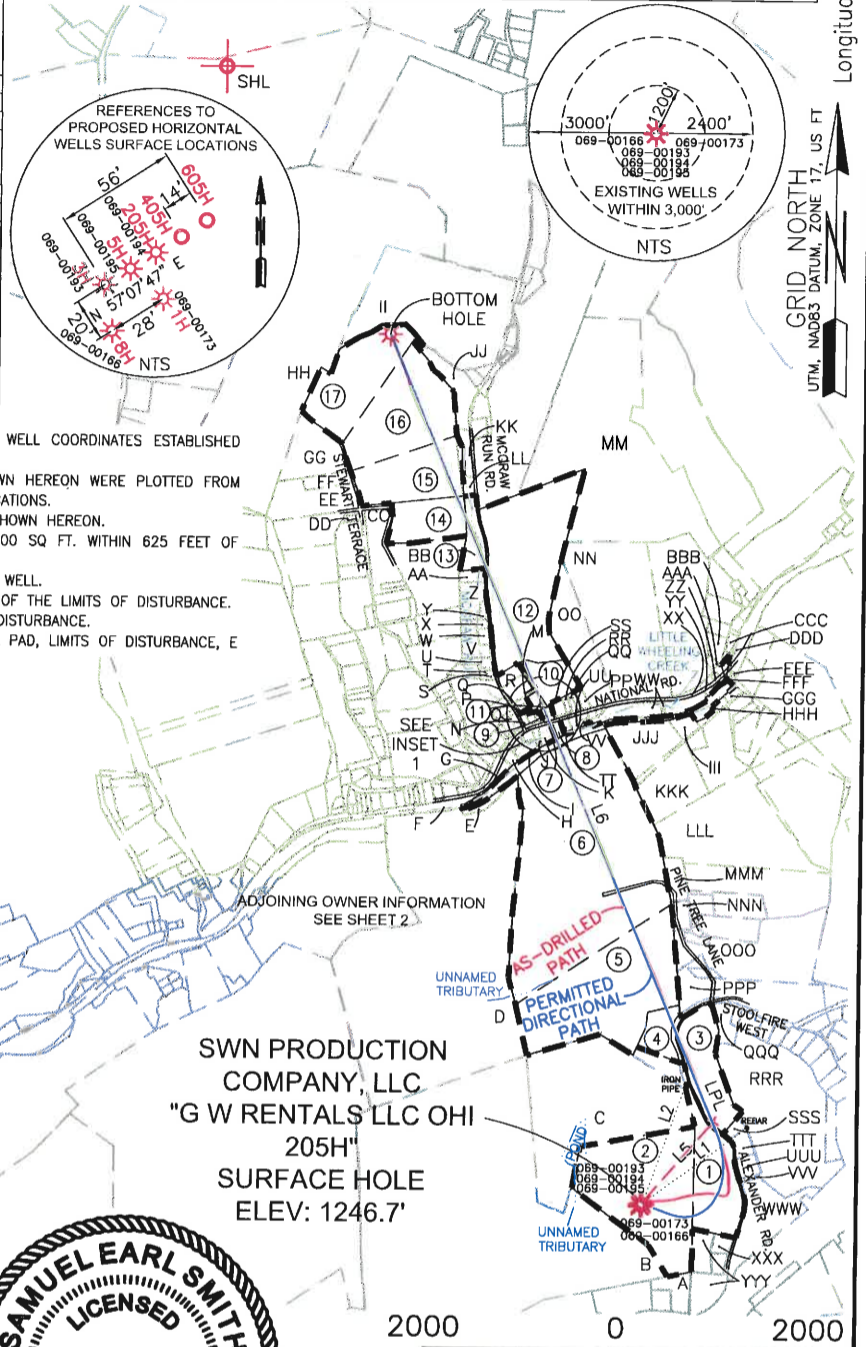 Longitud
SHL
REFERENCES TO
PROPOSED HORIZONTAL
WELLS SURFACE LOCATIONS
56'
14'
605H
405H
205H
069-00194
5H
069-00195
3H
069-00193
N 57°07'47" E
1H
069-00173
28'
20'
8H
069-00166
NTS
1200'
3000'
2400'
069-00166
069-00173
069-00193
069-00194
069-00195
EXISTING WELLS
WITHIN 3,000'
NTS
GRID NORTH
UTM, NAD83 DATUM, ZONE 17, US FT
N
WELL COORDINATES ESTABLISHED
WN HEREON WERE PLOTTED FROM
CATIONS.
HOWN HEREON.
00 SQ FT. WITHIN 625 FEET OF
WELL.
OF THE LIMITS OF DISTURBANCE.
DISTURBANCE.
PAD, LIMITS OF DISTURBANCE, E
II
BOTTOM
HOLE
JJ
HH
17
16
KK
MCGRAW
RUN RD
LL
MM
GG
FF
EE
STEWART TERRACE
15
DD
CC
14
BB
13
AA
NN
Z
12
OO
Y
X
W
V
U
T
S
M
SS
RR
QQ
LITTLE
WHEELING
CREEK
BBB
AAA
ZZ
YY
XX
CCC
DDD
EEE
FFF
GGG
HHH
R
10
UU
PP
WW
NATIONAL RD.
Q
P
11
O
N
9
SEE
INSET
1
G
VV
8
JJJ
III
7
J
TT
K
I
H
L6
F
E
6
KKK
LLL
MMM
NNN
PINE TREE LANE
OOO
ADJOINING OWNER INFORMATION
SEE SHEET 2
AS-DRILLED
PATH
5
UNNAMED
TRIBUTARY
D
PERMITTED
DIRECTIONAL
PATH
PPP
STOOLFIRE
WEST
4
3
QQQ
RRR
IRON
PIPE
SWN PRODUCTION
COMPANY, LLC
"G W RENTALS LLC OHI
205H"
SURFACE HOLE
ELEV: 1246.7'
C
L2
LPL
REBAR
SSS
TTT
UUU
VVV
(POND)
2
L5
L1
1
ALEXANDER RD.
069-00193
069-00194
069-00195
WWW
069-00173
069-00166
UNNAMED
TRIBUTARY
B
A
XXX
YYY
SAMUEL EARL SMITH
LICENSED
2000
0
2000